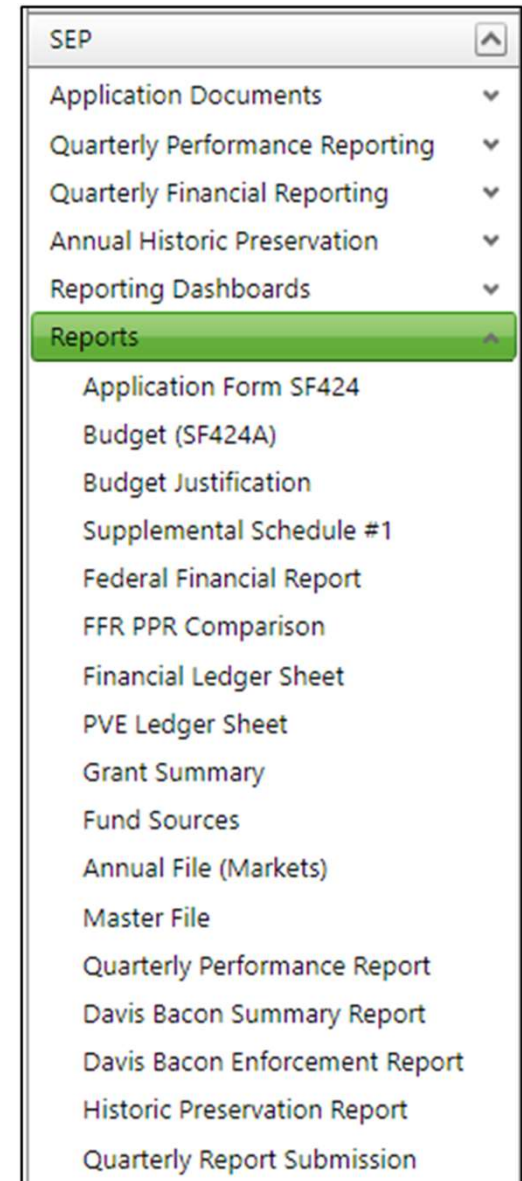 SEP
Application Documents
Quarterly Performance Reporting
Quarterly Financial Reporting
Annual Historic Preservation
Reporting Dashboards
Reports
Application Form SF424
Budget (SF424A)
Budget Justification
Supplemental Schedule #1
Federal Financial Report
FFR PPR Comparison
Financial Ledger Sheet
PVE Ledger Sheet
Grant Summary
Fund Sources
Annual File (Markets)
Master File
Quarterly Performance Report
Davis Bacon Summary Report
Davis Bacon Enforcement Report
Historic Preservation Report
Quarterly Report Submission